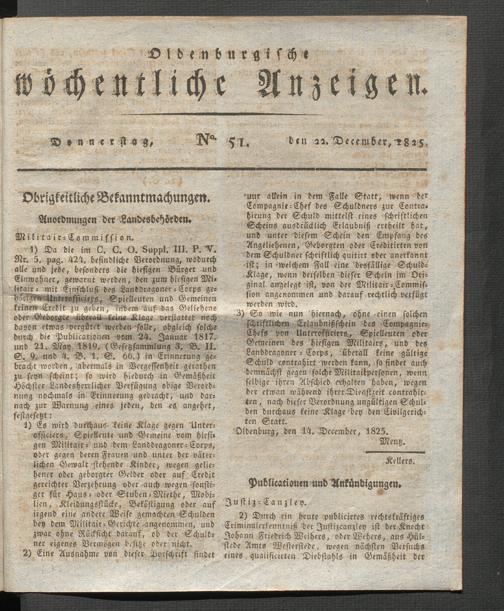 Oldenburgische
wöchentliche Anzeigen.
Donnerstag, No. 51. den 22. December, 1825.
Obrigkeitliche Bekanntmachungen.
Anordnungen der Landesbehörden.
Militair-Commission.
1) Da die im C. C. O. Suppl. III. P. V.
Nr. 5. pag. 424. befindliche Verordnung, wodurch
alle und jede, besonders die hiesigen Bürger und
Einwohner, gewarnt werden, den zum hiesigen Mi-
litair - mit Einschluß des Landdragoner-Corps ge-
hörigen Unterofficiers, Spielleuten und Gemeinen
keinen Credit zu geben, indem auf das Geliehene
oder Geborgte überall keine Klage verstattet noch
davon etwas vergütet werden solle, obgleich solche
durch die Publicationen vom 24. Januar 1817.
und 21. May 1819. (Gesetzsammlung 3. B. II.
S. 9. und 4. B. 1. S. 66.) in Erinnerung ge-
bracht worden, abermals in Vergessenheit gerathen
zu seyn scheint; so wird hiedurch in Gemäßheit
Höchster Landesherrlicher Verfügung obige Verord-
nung nochmals in Erinnerung gebracht, und dar-
nach zur Warnung eines jeden, den es angehet,
festgesetzt:
1) Es wird durchaus keine Klage gegen Unter-
officiers, Spielleute und Gemeine vom hiesi-
gen Militair- und dem Landdragoner-Corps,
oder gegen deren Frauen und unter der väter-
lichen Gewalt stehende Kinder, wegen gelie-
hener oder geborgter Gelder oder auf Credit
gereichter Verzehrung oder auch wegen sonsti-
ger für Haus- oder Stuben-Miethe, Mobi-
lien, Kleidungsstücke, Beköstigung oder auf
irgend eine andere Weise gemachten Schulden
bey dem Militair-Gerichte angenommen, und
zwar ohne Rücksicht darauf, ob der Schuld-
ner eigenes Vermögen besitze oder nicht.
2) Eine Ausnahme von dieser Vorschrift findet
nur allein in dem Falle Statt, wenn der
Compagnie-Chef des Schuldners zur Contra-
hirung der Schuld mittelst eines schriftlichen
Scheins ausdrücklich Erlaubniß ertheilt hat,
und unter diesem Schein den Empfang des
Angeliehenen, Geborgten oder Creditirten von
dem Schuldner schriftlich quitirt oder anerkannt
ist; in welchem Fall eine desfällige Schuld-
Klage, wenn derselben dieser Schein im Ori-
ginal angelegt ist, von der Militair-Commis-
sion angenommen und darauf rechtlich verfügt
werden wird.
3) So wie nun hiernach, ohne einen solchen
schriftlichen Erlaubnißschein des Compagnie-
Chefs von Unterofficiers, Spielleuten oder
Gemeinen des hiesigen Militairs, und des
Landdragoner-Corps, überall keine gültige
Schuld contrahirt werden kann, so findet auch
demnächst gegen solche Militairpersonen, wenn
selbige ihren Abschied erhalten haben, wegen
der etwan während ihrer Dienstzeit contrahir-
ten, nach dieser Verordnung ungültigen Schul-
den durchaus keine Klage bey den Civilgerich-
ten Statt.
Oldenburg, den 14. December, 1825.
Mentz.
Kellers.
Publicationen und Ankündigungen.
Justiz-Canzley.
2) Durch ein heute publicirtes rechtskräftiges
Criminalerkenntniß der Justizcanzley ist der Knecht
Johann Friedrich Weihers, oder Wehers, aus Hül-
stede Amts Westerstede, wegen nächsten Versuchs
eines qualificirten Diebstahls in Gemäßheit der